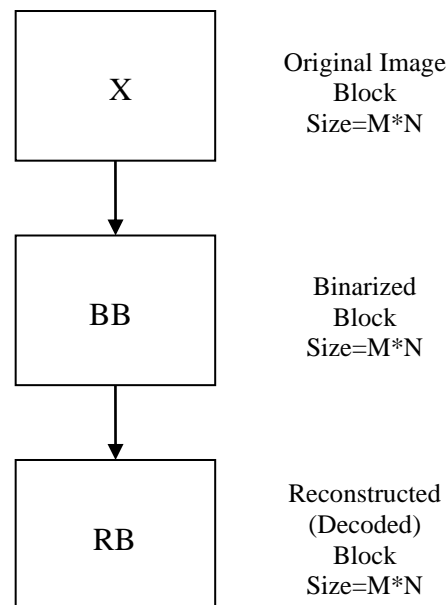 X
Original Image
Block
Size=M*N
BB
Binarized
Block
Size=M*N
RB
Reconstructed
(Decoded)
Block
Size=M*N